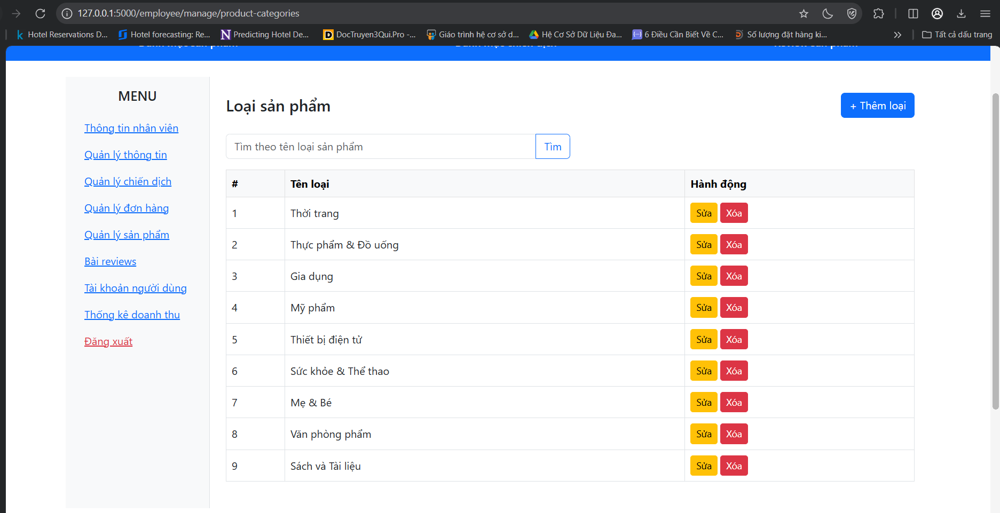 127.0.0.1:5000/employee/manage/product-categories
Hotel Reservations D... Hotel forecasting: Re... Predicting Hotel De... DocTruyen3Qui.Pro -... Giáo trình hệ cơ sở d... Hệ Cơ Sở Dữ Liệu Đa... 6 Điều Cần Biết Về C... Số lượng đặt hàng ki... Tất cả dấu trang
MENU
Thông tin nhân viên
Quản lý thông tin
Quản lý chiến dịch
Quản lý đơn hàng
Quản lý sản phẩm
Bài reviews
Tài khoản người dùng
Thống kê doanh thu
Đăng xuất
Loại sản phẩm
+ Thêm loại
Tìm theo tên loại sản phẩm Tìm
# Tên loại Hành động
1 Thời trang Sửa Xóa
2 Thực phẩm & Đồ uống Sửa Xóa
3 Gia dụng Sửa Xóa
4 Mỹ phẩm Sửa Xóa
5 Thiết bị điện tử Sửa Xóa
6 Sức khỏe & Thể thao Sửa Xóa
7 Mẹ & Bé Sửa Xóa
8 Văn phòng phẩm Sửa Xóa
9 Sách và Tài liệu Sửa Xóa